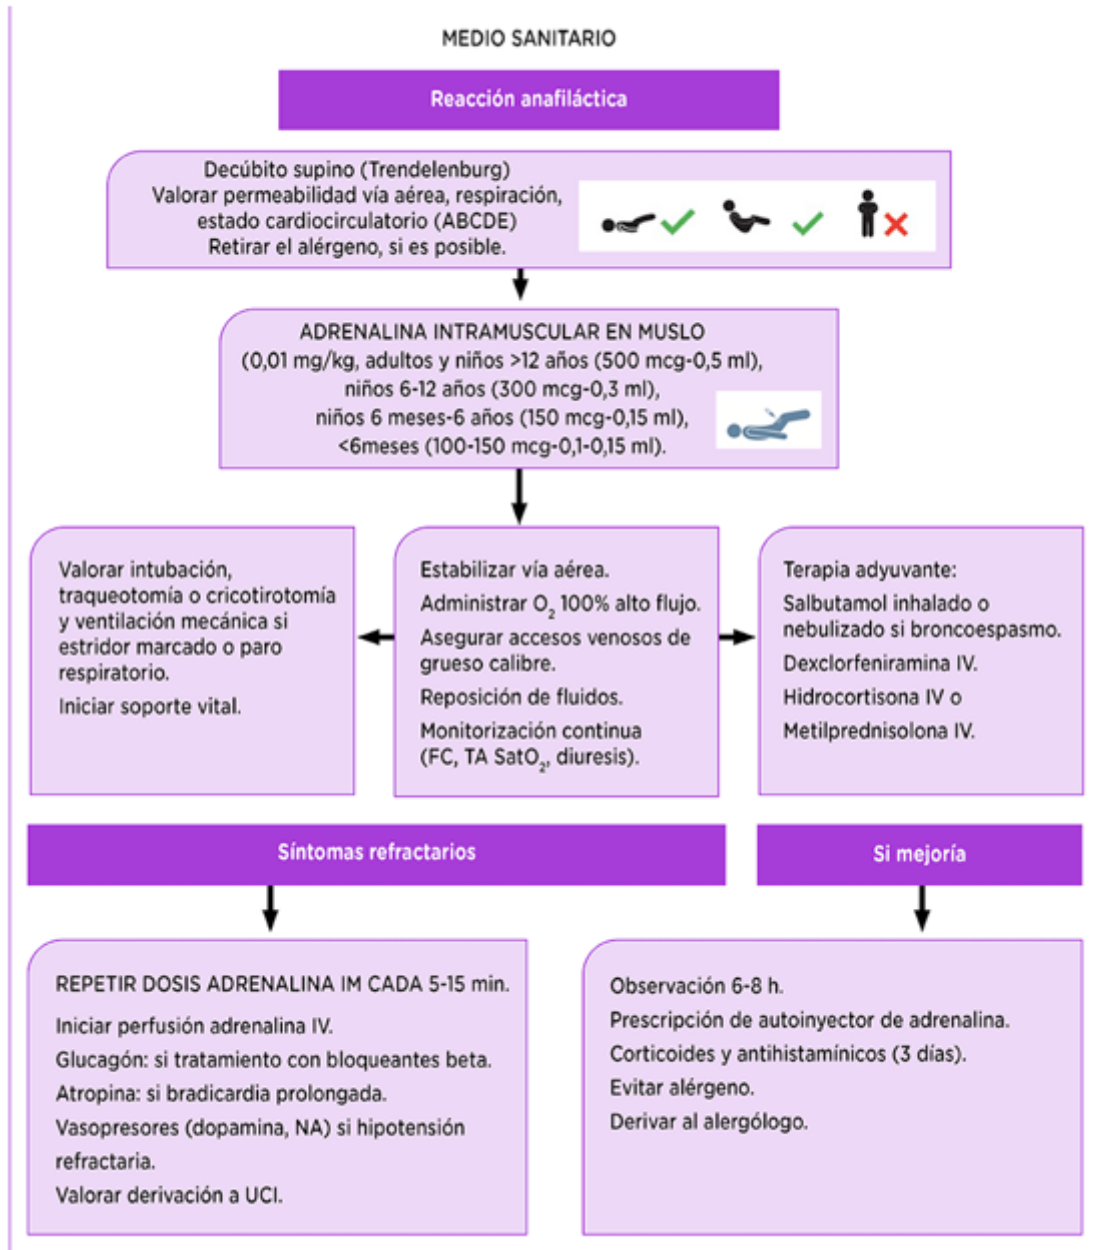 MEDIO SANITARIO
Reacción anafiláctica
Decúbito supino (Trendelenburg)
Valorar permeabilidad vía aérea, respiración,
estado cardiocirculatorio (ABCDE)
Retirar el alérgeno, si es posible.
ADRENALINA INTRAMUSCULAR EN MUSLO
(0,01 mg/kg, adultos y niños >12 años (500 mcg-0,5 ml),
niños 6-12 años (300 mcg-0,3 ml),
niños 6 meses-6 años (150 mcg-0,15 ml),
<6meses (100-150 mcg-0,1-0,15 ml).
Valorar intubación,
traqueotomía o cricotirotomía
y ventilación mecánica si
estridor marcado o paro
respiratorio.
Iniciar soporte vital.
Estabilizar vía aérea.
Administrar O₂ 100% alto flujo.
Asegurar accesos venosos de
grueso calibre.
Reposición de fluidos.
Monitorización continua
(FC, TA SatO₂, diuresis).
Terapia adyuvante:
Salbutamol inhalado o
nebulizado si broncoespasmo.
Dexclorfeniramina IV.
Hidrocortisona IV o
Metilprednisolona IV.
Síntomas refractarios
Si mejoría
REPETIR DOSIS ADRENALINA IM CADA 5-15 min.
Iniciar perfusión adrenalina IV.
Glucagón: si tratamiento con bloqueantes beta.
Atropina: si bradicardia prolongada.
Vasopresores (dopamina, NA) si hipotensión
refractaria.
Valorar derivación a UCI.
Observación 6-8 h.
Prescripción de autoinyector de adrenalina.
Corticoides y antihistamínicos (3 días).
Evitar alérgeno.
Derivar al alergólogo.